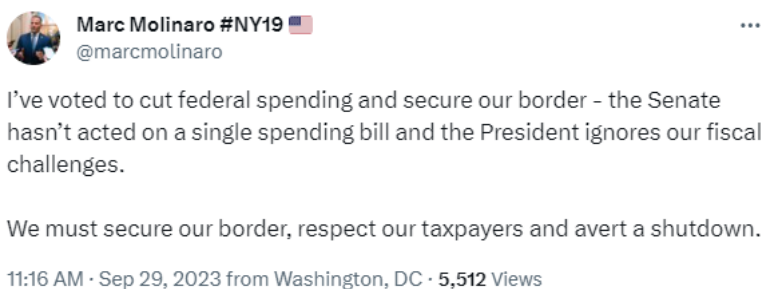 Marc Molinaro #NY19 🇺🇸
@marcmolinaro
I’ve voted to cut federal spending and secure our border - the Senate
hasn’t acted on a single spending bill and the President ignores our fiscal
challenges.
We must secure our border, respect our taxpayers and avert a shutdown.
11:16 AM · Sep 29, 2023 from Washington, DC · 5,512 Views